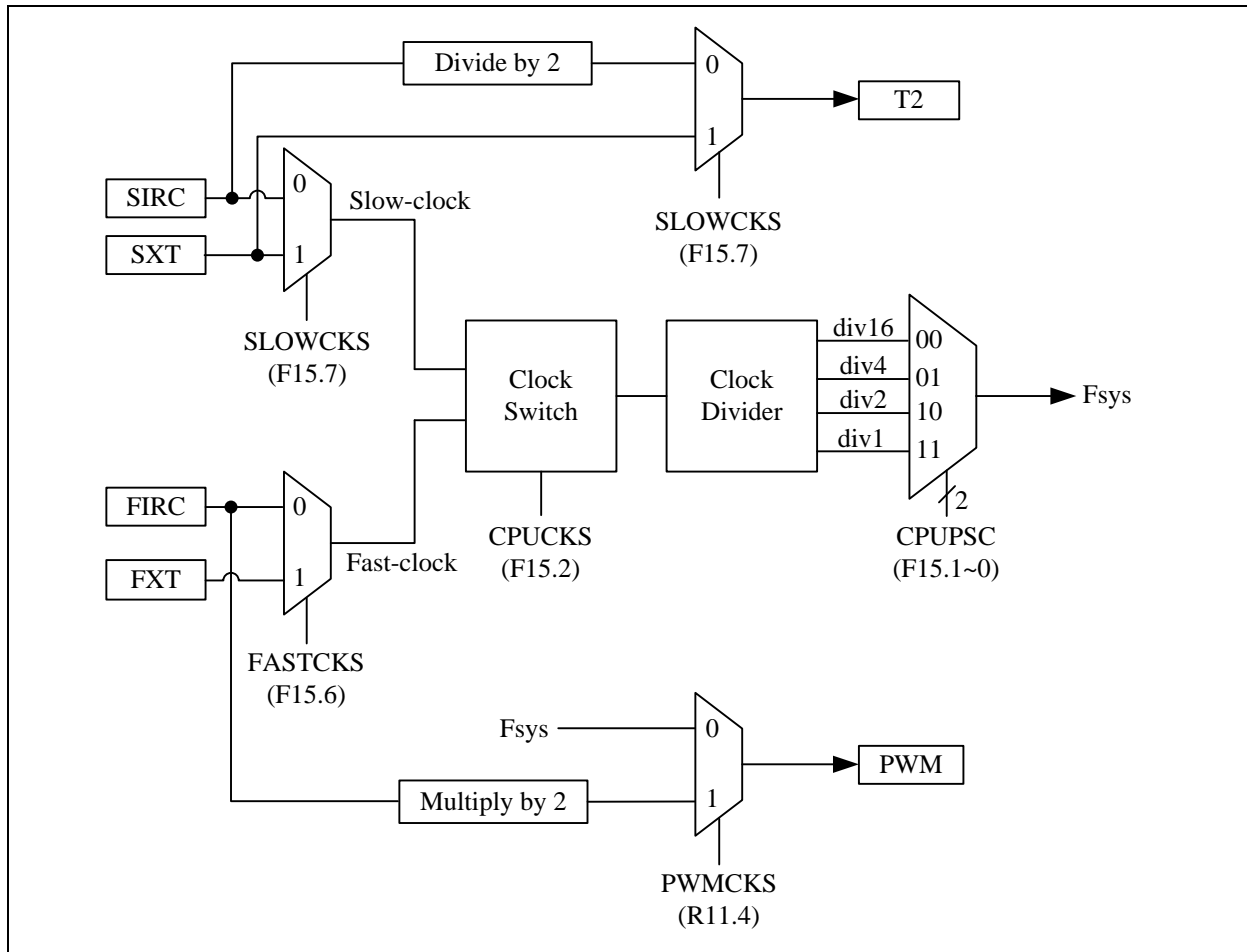 Divide by 2
0
1
T2
SLOWCKS
(F15.7)
SIRC
SXT
0
1
Slow-clock
SLOWCKS
(F15.7)
Clock
Switch
CPUCKS
(F15.2)
Clock
Divider
div16
div4
div2
div1
00
01
10
11
Fsys
2
CPUPSC
(F15.1~0)
FIRC
FXT
0
1
Fast-clock
FASTCKS
(F15.6)
Fsys
Multiply by 2
0
1
PWM
PWMCKS
(R11.4)